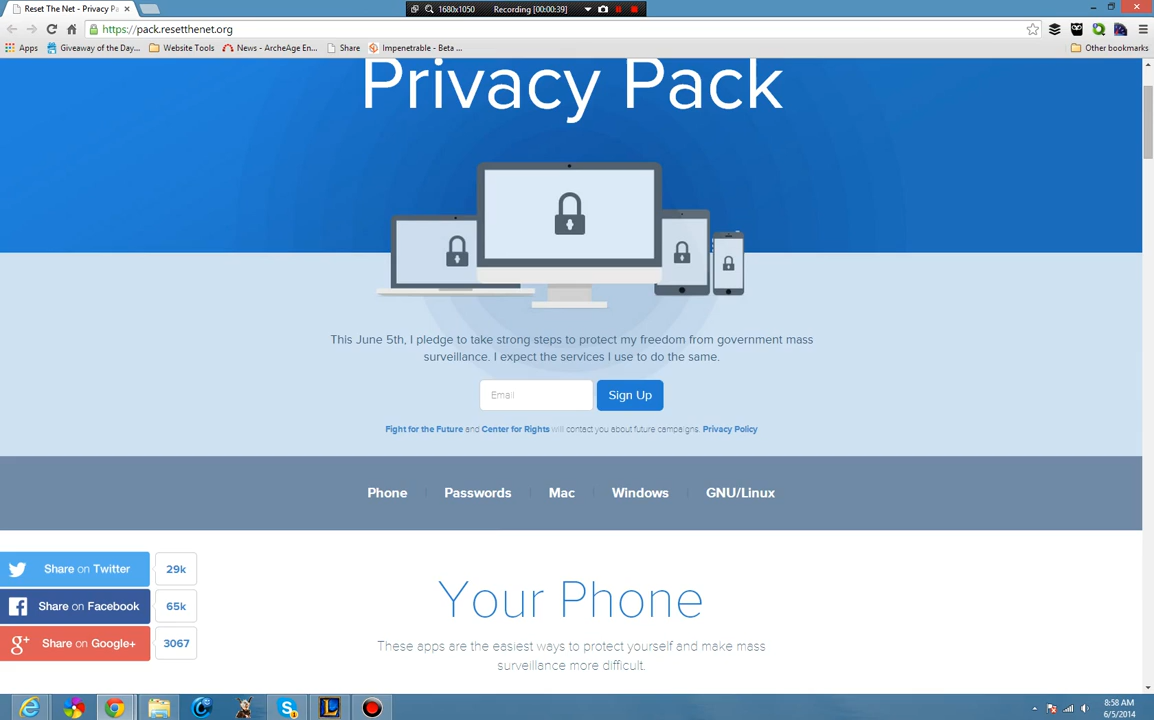 Reset The Net - Privacy Pa
1680x1050
Recording [00:00:39]
https://pack.resetthenet.org
Apps
Giveaway of the Day...
Website Tools
News - ArcheAge En...
Share
Impenetrable - Beta ...
Other bookmarks
Privacy Pack
This June 5th, I pledge to take strong steps to protect my freedom from government mass
surveillance. I expect the services I use to do the same.
Email
Sign Up
Fight for the Future and Center for Rights will contact you about future campaigns. Privacy Policy
Phone
Passwords
Mac
Windows
GNU/Linux
Share on Twitter
29k
Share on Facebook
65k
Share on Google+
3067
Your Phone
These apps are the easiest ways to protect yourself and make mass
surveillance more difficult.
8:58 AM
6/5/2014